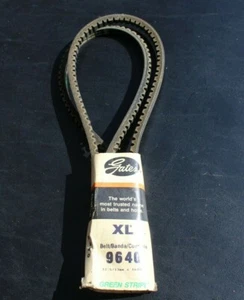 Gates
The world's
most trusted name
in belts and hose.
XL
Belt/Banda/Courroie
9640
GREEN STRIPE